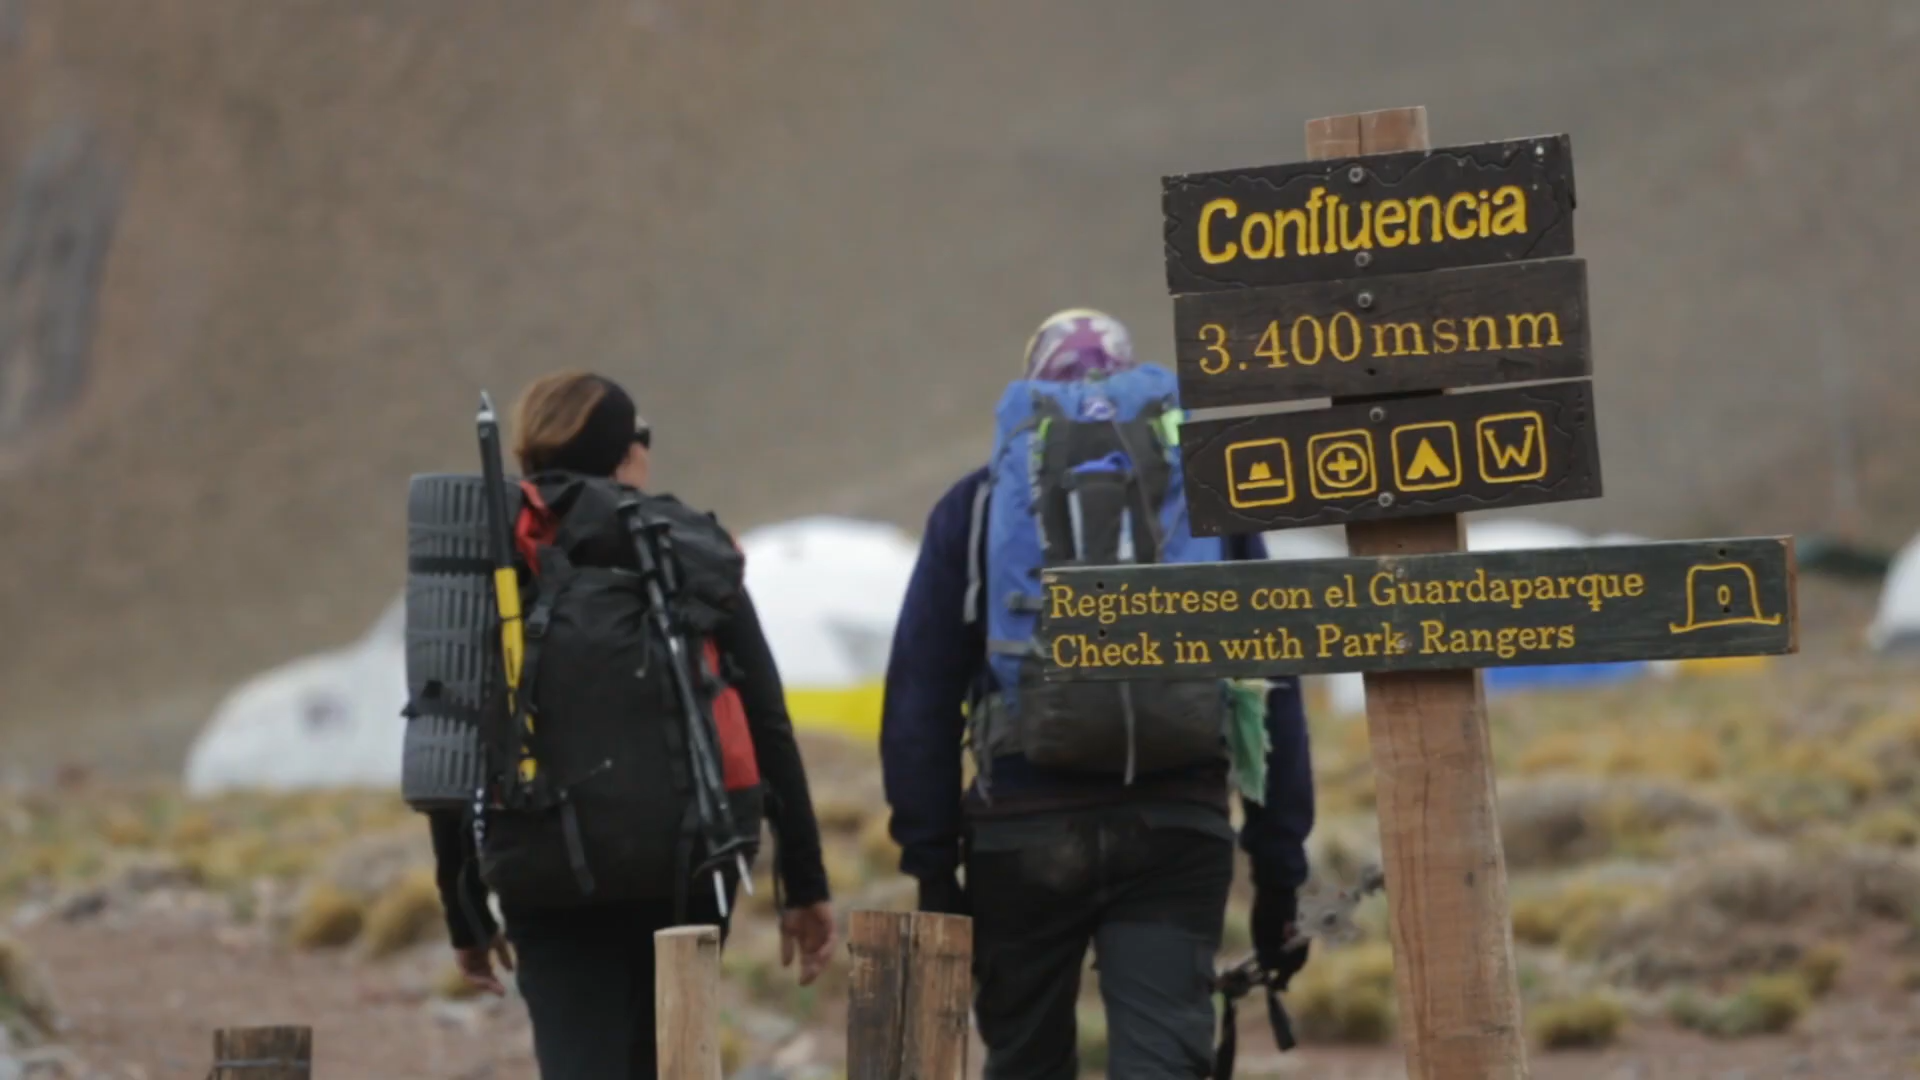 Confluencia
3.400msnm
W
Regístrese con el Guardaparque
Check in with Park Rangers